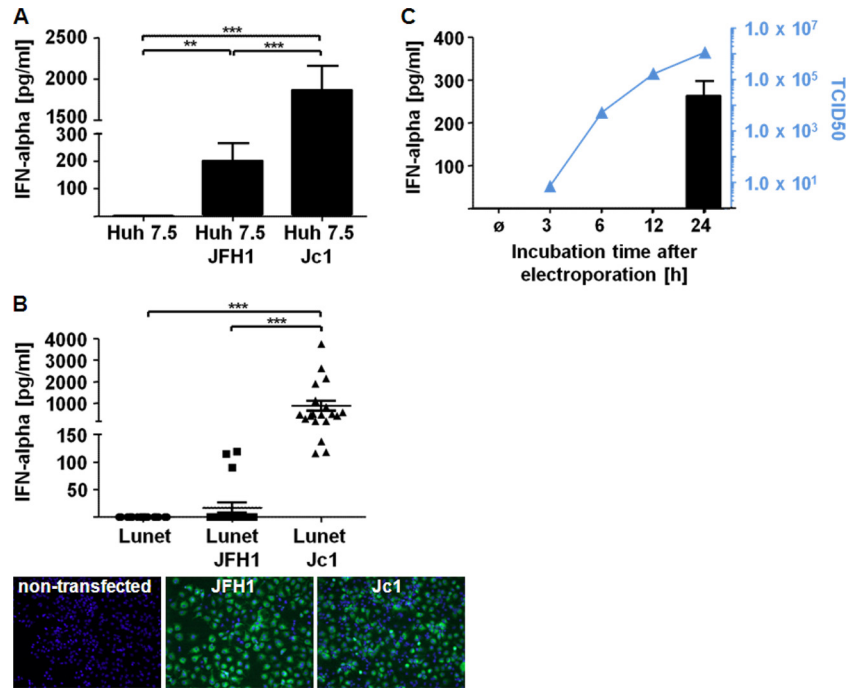 A
IFN-alpha [pg/ml]
2500
2000
1500
300
200
100
***
**
***
Huh 7.5
Huh 7.5
JFH1
Huh 7.5
Jc1
C
IFN-alpha [pg/ml]
400
300
200
100
1.0 x 10⁷
1.0 x 10⁵
1.0 x 10³
1.0 x 10¹
TCID50
ø
3
6
12
24
Incubation time after
electroporation [h]
B
IFN-alpha [pg/ml]
4000
3000
2000
1000
150
100
50
***
***
Lunet
Lunet
JFH1
Lunet
Jc1
non-transfected
JFH1
Jc1